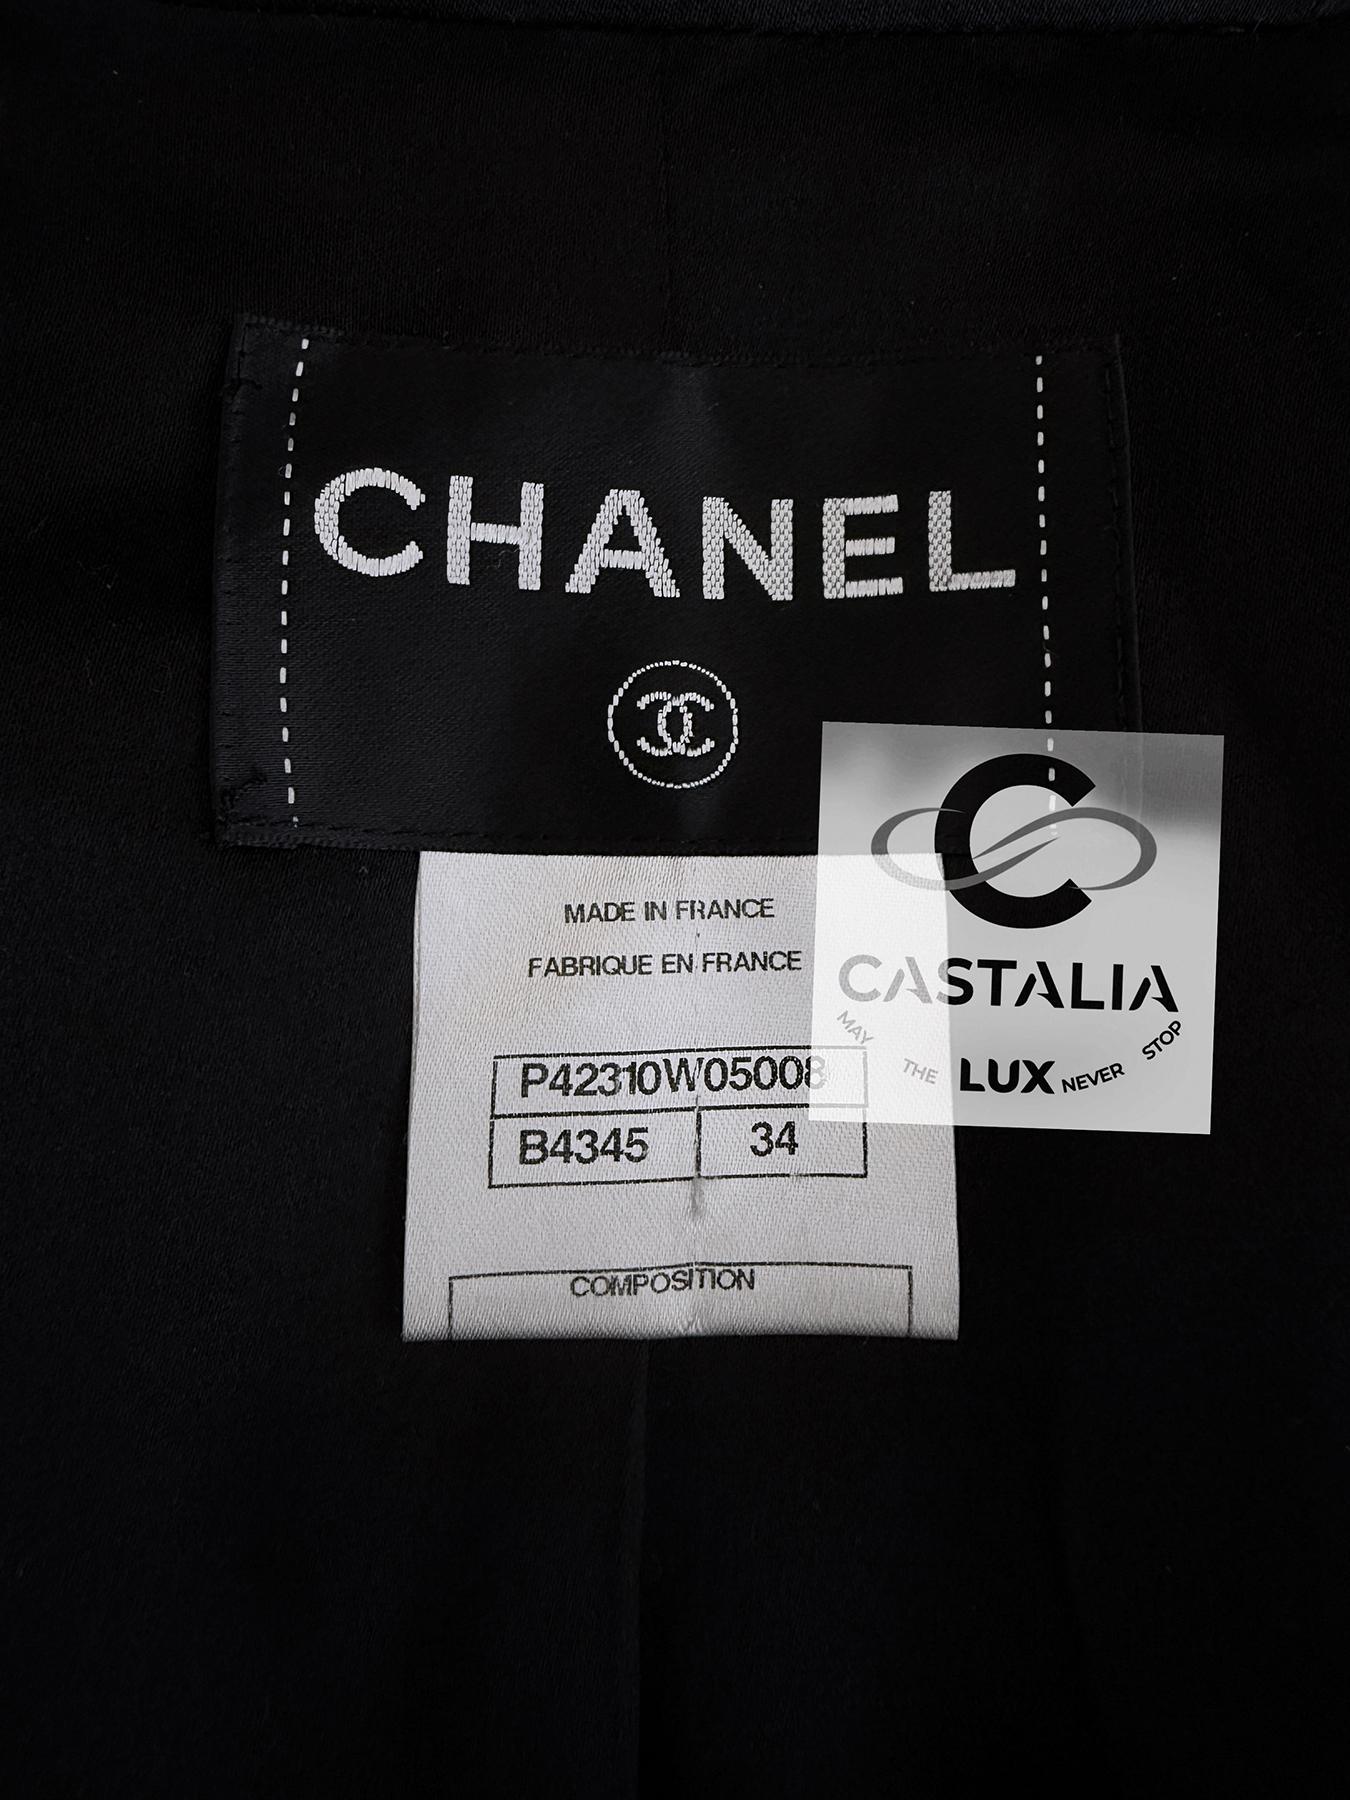 CHANEL
C
CASTALIA
MAY THE LUX NEVER STOP
MADE IN FRANCE
FABRIQUE EN FRANCE
P42310W05008
B4345 34
COMPOSITION